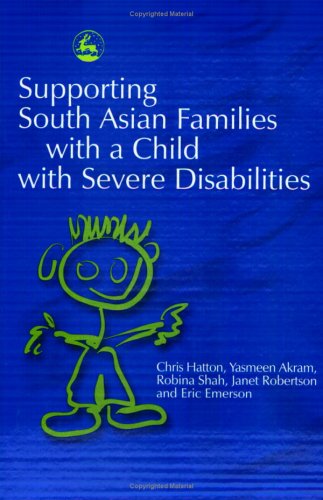 Supporting
South Asian Families
with a Child
with Severe Disabilities
Chris Hatton, Yasmeen Akram,
Robina Shah, Janet Robertson
and Eric Emerson
Copyrighted Material
Copyrighted Material